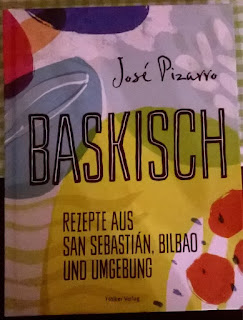 José Pizarro
BASKISCH
REZEPTE AUS
SAN SEBASTIÁN, BILBAO
UND UMGEBUNG